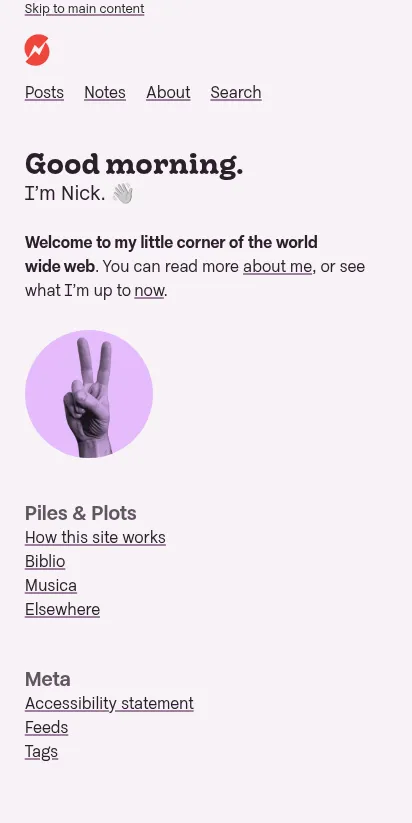 Skip to main content
Posts Notes About Search
Good morning.
I’m Nick. 👋
Welcome to my little corner of the world
wide web. You can read more about me, or see
what I’m up to now.
Piles & Plots
How this site works
Biblio
Musica
Elsewhere
Meta
Accessibility statement
Feeds
Tags